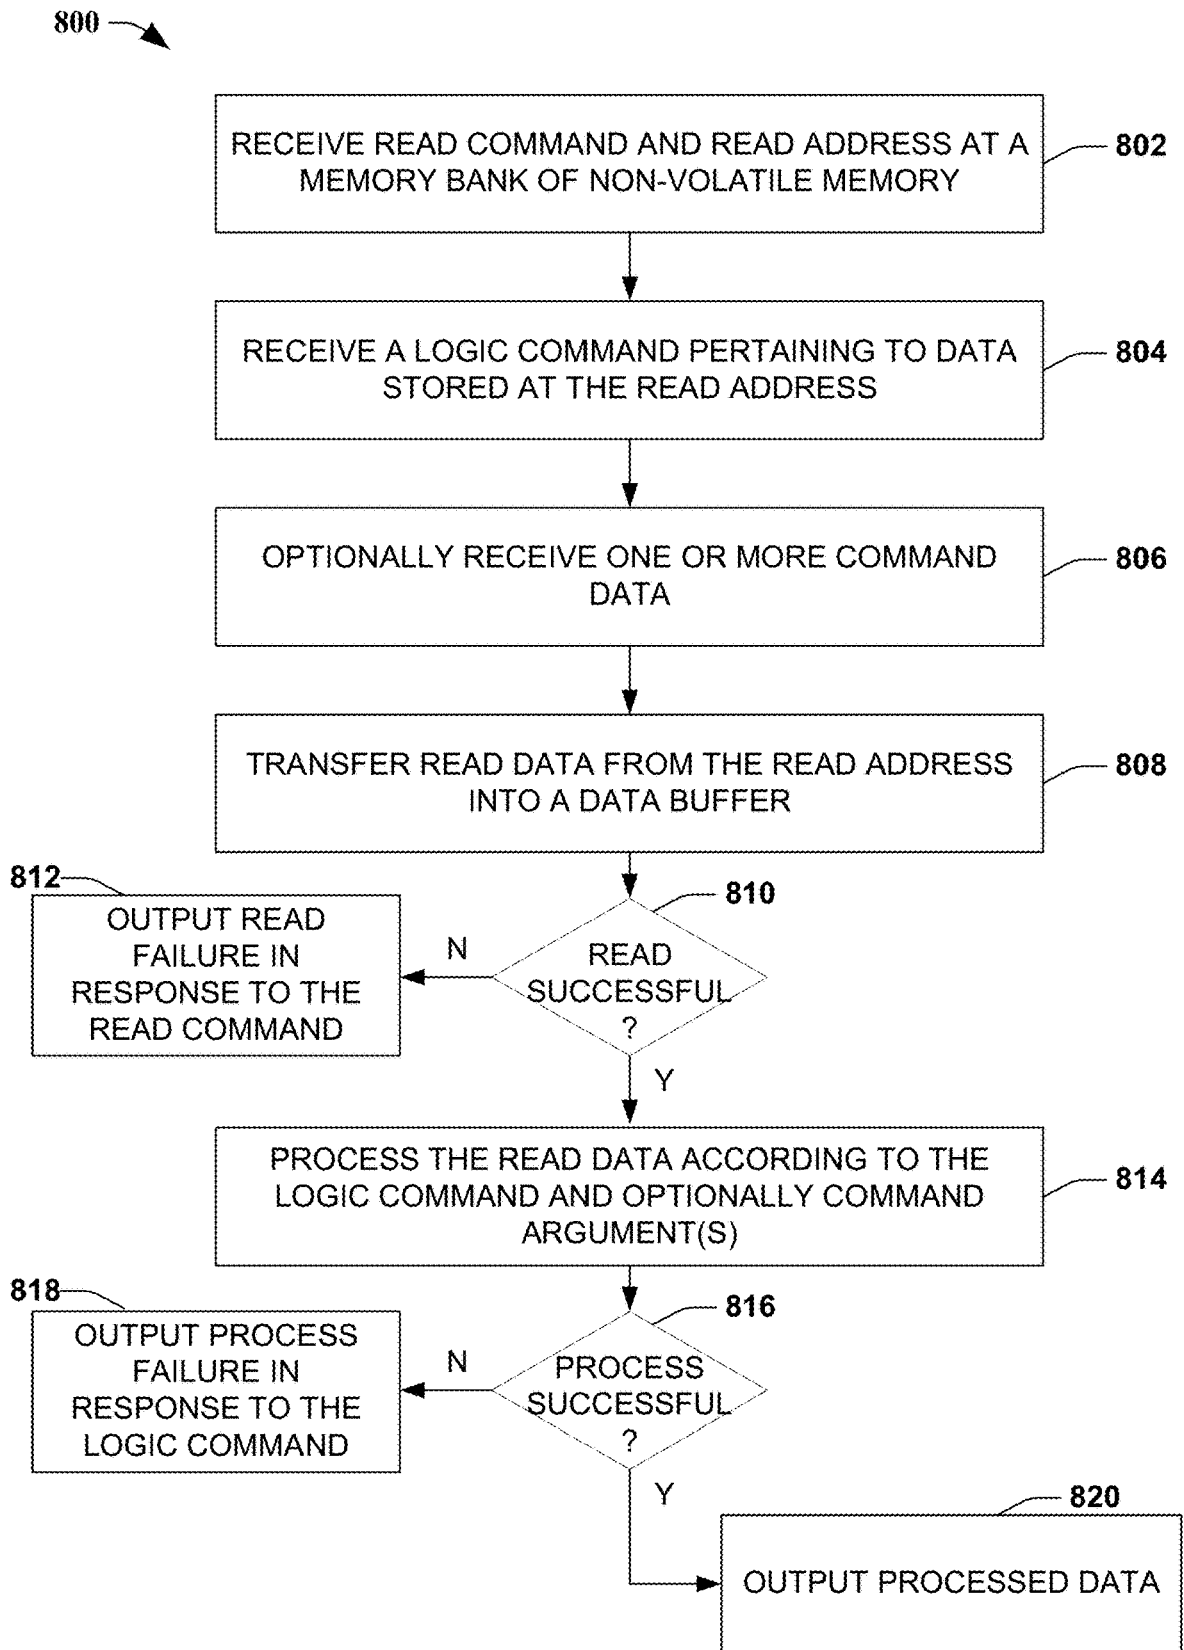 800
RECEIVE READ COMMAND AND READ ADDRESS AT A
MEMORY BANK OF NON-VOLATILE MEMORY
802
RECEIVE A LOGIC COMMAND PERTAINING TO DATA
STORED AT THE READ ADDRESS
804
OPTIONALLY RECEIVE ONE OR MORE COMMAND
DATA
806
TRANSFER READ DATA FROM THE READ ADDRESS
INTO A DATA BUFFER
808
810
READ
SUCCESSFUL
?
N
812
OUTPUT READ
FAILURE IN
RESPONSE TO THE
READ COMMAND
Y
PROCESS THE READ DATA ACCORDING TO THE
LOGIC COMMAND AND OPTIONALLY COMMAND
ARGUMENT(S)
814
816
PROCESS
SUCCESSFUL
?
N
818
OUTPUT PROCESS
FAILURE IN
RESPONSE TO THE
LOGIC COMMAND
Y
820
OUTPUT PROCESSED DATA